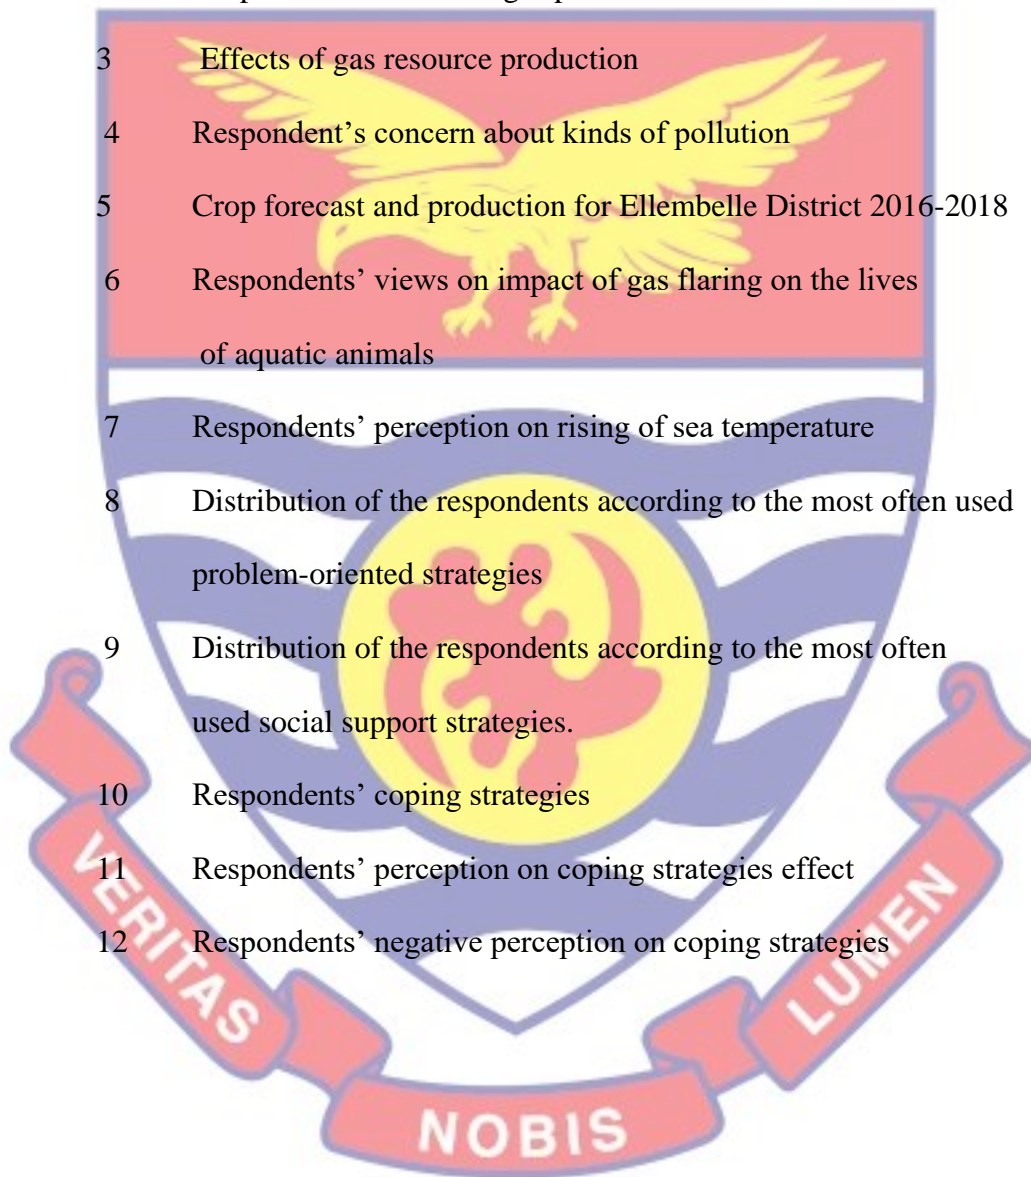 3 Effects of gas resource production
4 Respondent’s concern about kinds of pollution
5 Crop forecast and production for Ellembelle District 2016-2018
6 Respondents’ views on impact of gas flaring on the lives
of aquatic animals
7 Respondents’ perception on rising of sea temperature
8 Distribution of the respondents according to the most often used
problem-oriented strategies
9 Distribution of the respondents according to the most often
used social support strategies.
10 Respondents’ coping strategies
11 Respondents’ perception on coping strategies effect
12 Respondents’ negative perception on coping strategies
VERITAS
NOBIS
LUMEN